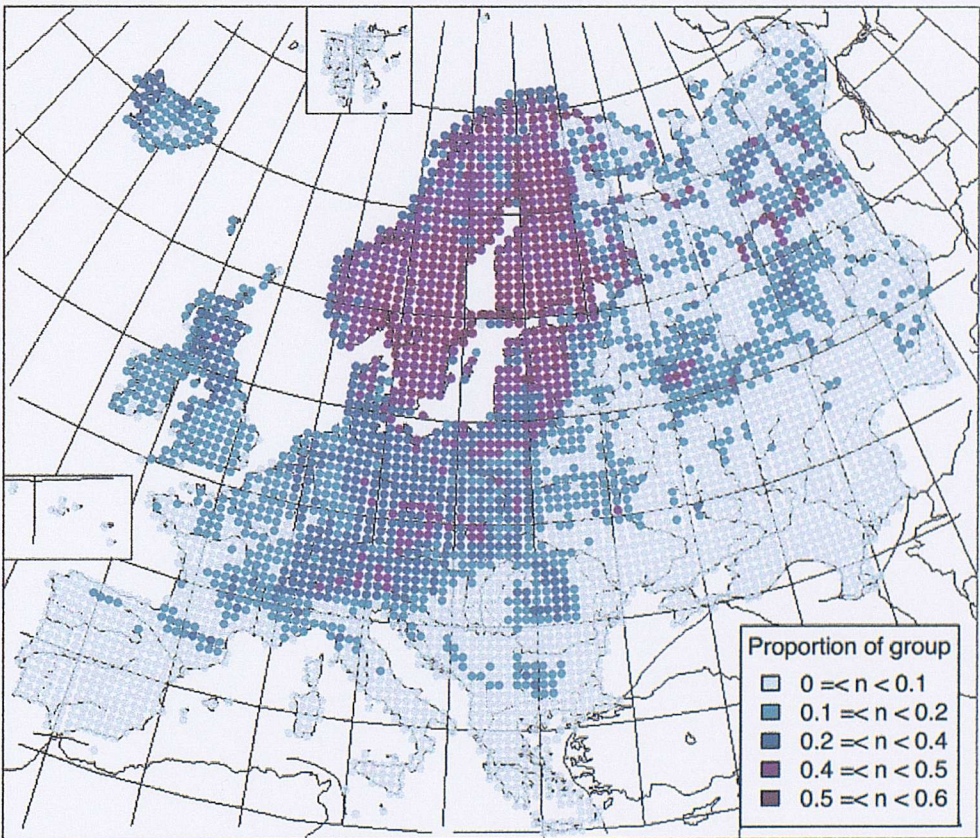 Proportion of group
0 =< n < 0.1
0.1 =< n < 0.2
0.2 =< n < 0.4
0.4 =< n < 0.5
0.5 =< n < 0.6